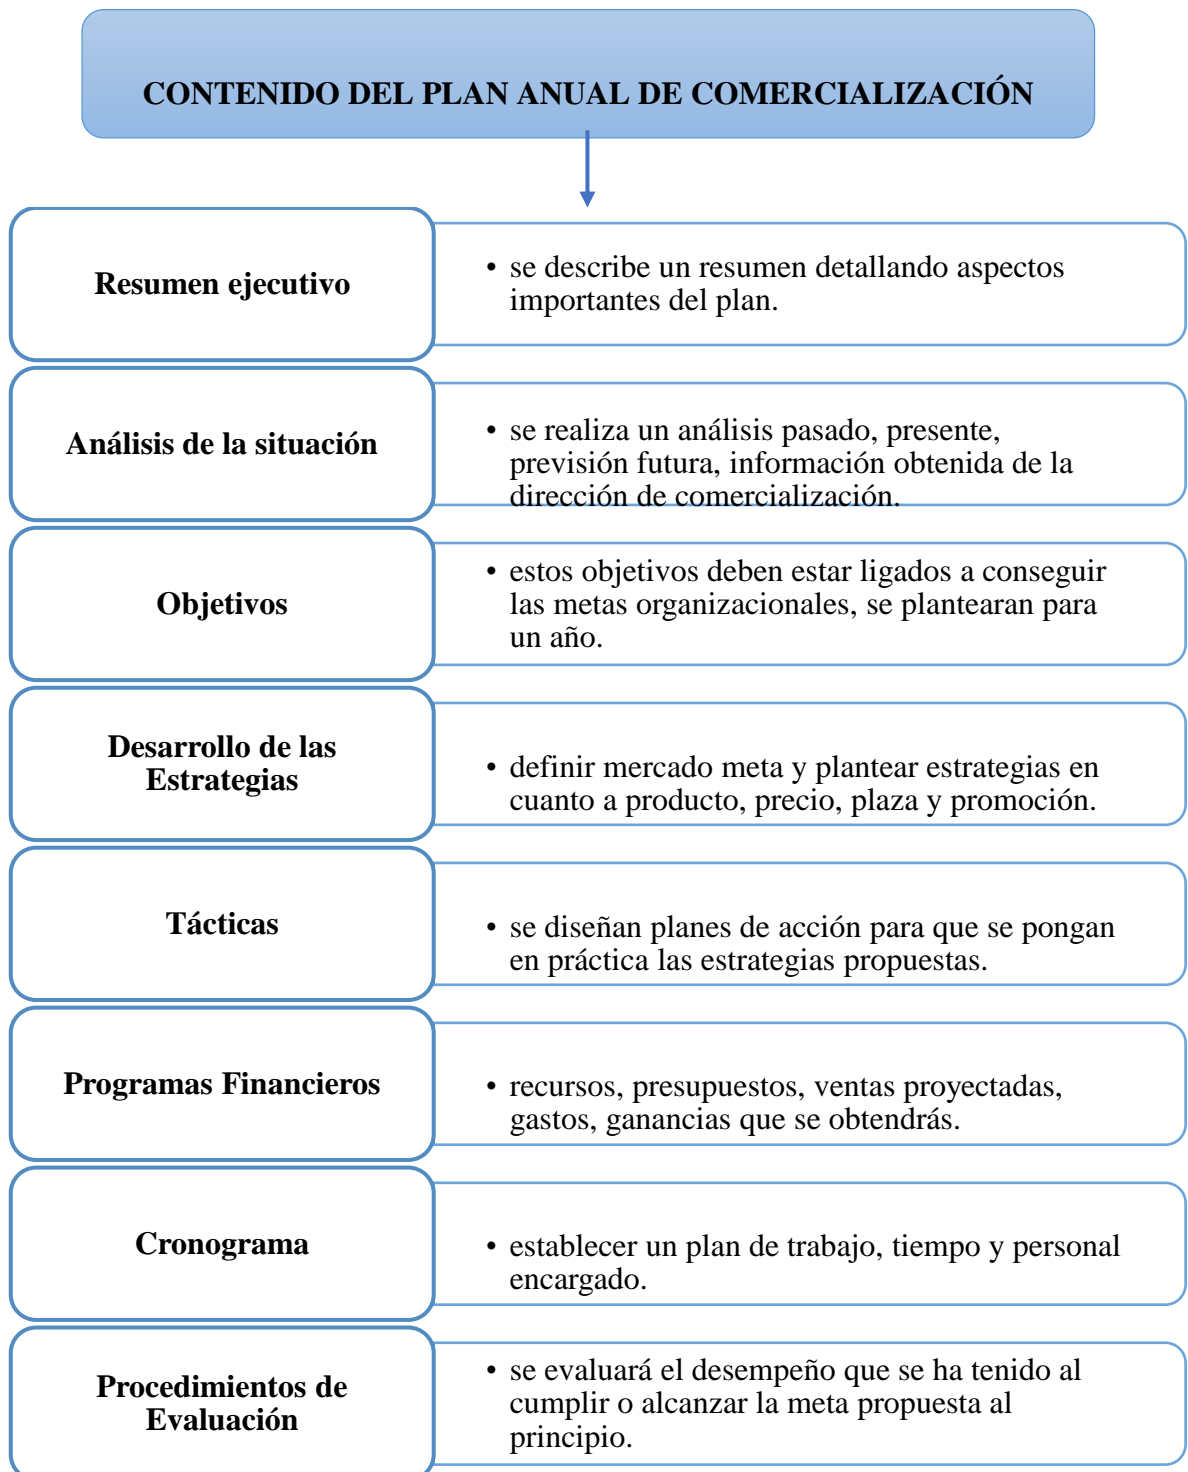 CONTENIDO DEL PLAN ANUAL DE COMERCIALIZACIÓN
Resumen ejecutivo
• se describe un resumen detallando aspectos
importantes del plan.
Análisis de la situación
• se realiza un análisis pasado, presente,
previsión futura, información obtenida de la
dirección de comercialización.
Objetivos
• estos objetivos deben estar ligados a conseguir
las metas organizacionales, se plantearan para
un año.
Desarrollo de las
Estrategias
• definir mercado meta y plantear estrategias en
cuanto a producto, precio, plaza y promoción.
Tácticas
• se diseñan planes de acción para que se pongan
en práctica las estrategias propuestas.
Programas Financieros
• recursos, presupuestos, ventas proyectadas,
gastos, ganancias que se obtendrás.
Cronograma
• establecer un plan de trabajo, tiempo y personal
encargado.
Procedimientos de
Evaluación
• se evaluará el desempeño que se ha tenido al
cumplir o alcanzar la meta propuesta al
principio.